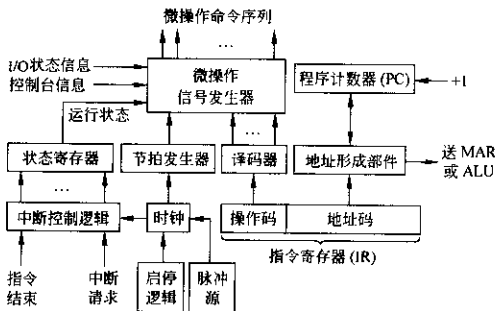 微操作命令序列
...
I/O状态信息
控制台信息
微操作
信号发生器
程序计数器(PC)
+1
运行状态
...
状态寄存器
节拍发生器
译码器
地址形成部件
送 MAR
或 ALU
...
...
中断控制逻辑
时钟
操作码
地址码
指令寄存器(IR)
指令
结束
中断
请求
启停
逻辑
脉冲
源